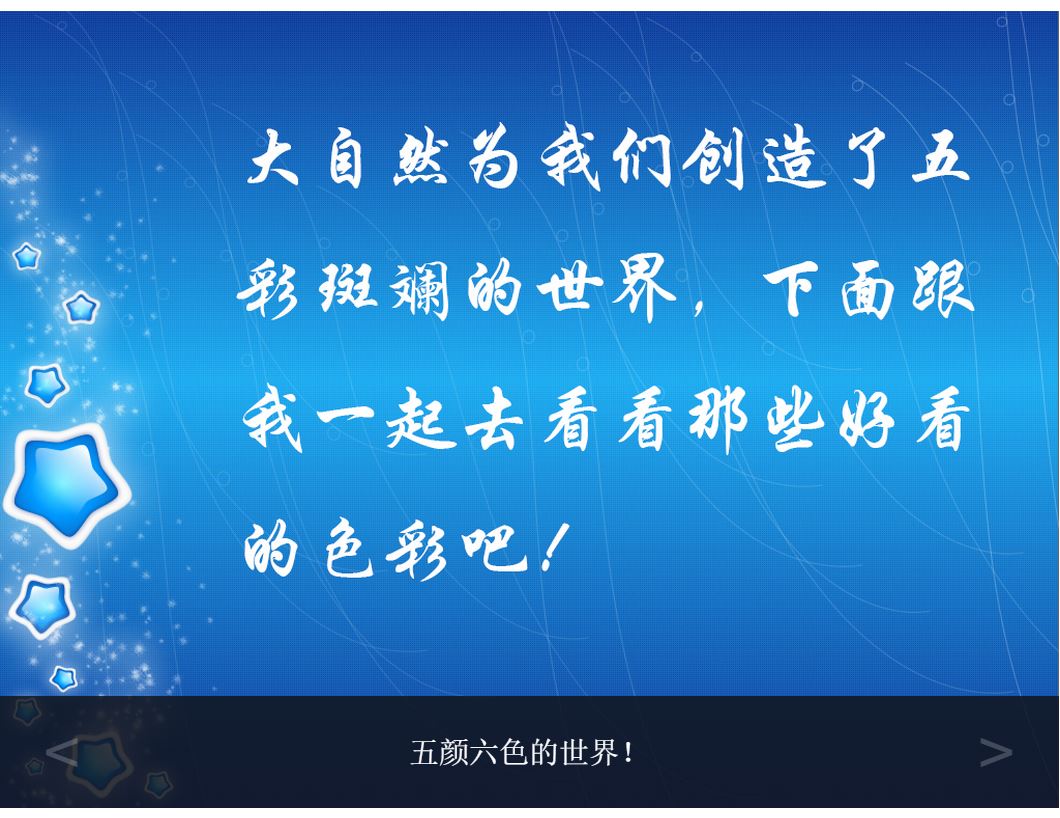 大自然为我们创造了五
彩斑斓的世界，下面跟
我一起去看看那些好看
的色彩吧！
五颜六色的世界！